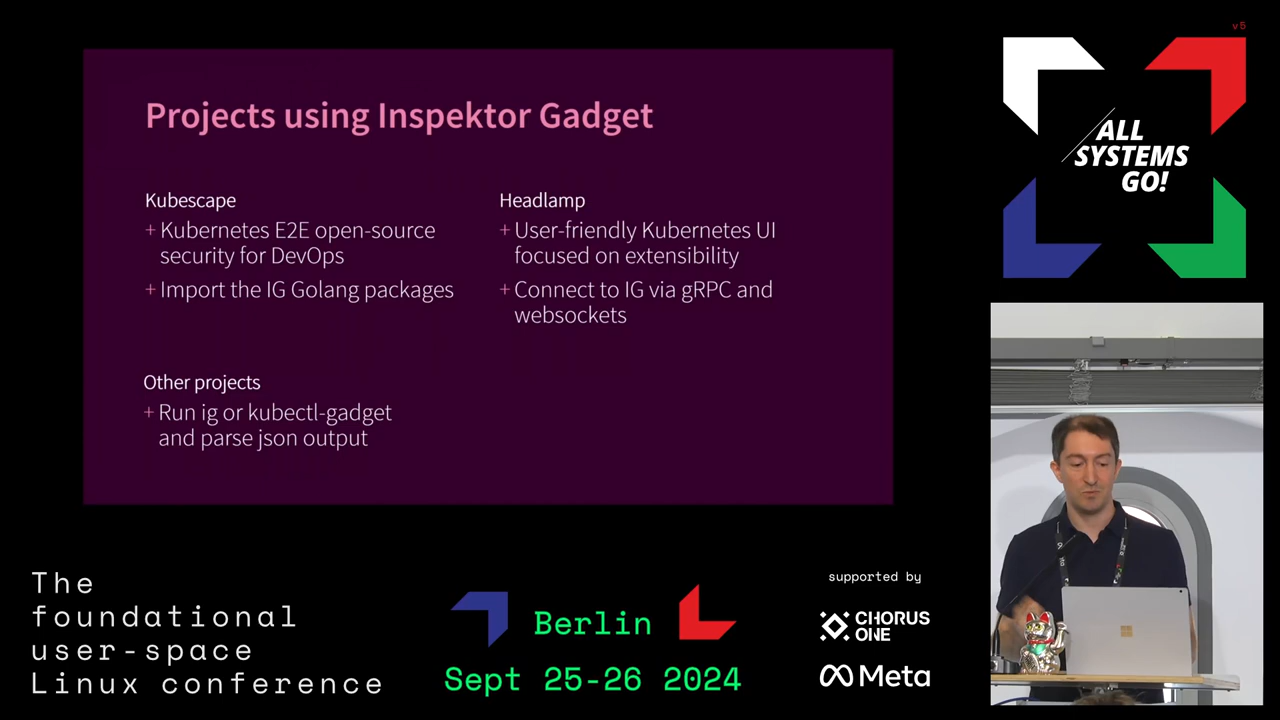 Projects using Inspektor Gadget
Kubescape
+ Kubernetes E2E open-source
security for DevOps
+ Import the IG Golang packages
Headlamp
+ User-friendly Kubernetes UI
focused on extensibility
+ Connect to IG via gRPC and
websockets
Other projects
+ Run ig or kubectl-gadget
and parse json output
v5
ALL
SYSTEMS
GO!
The
foundational
user-space
Linux conference
Berlin
Sept 25-26 2024
supported by
CHORUS
ONE
Meta